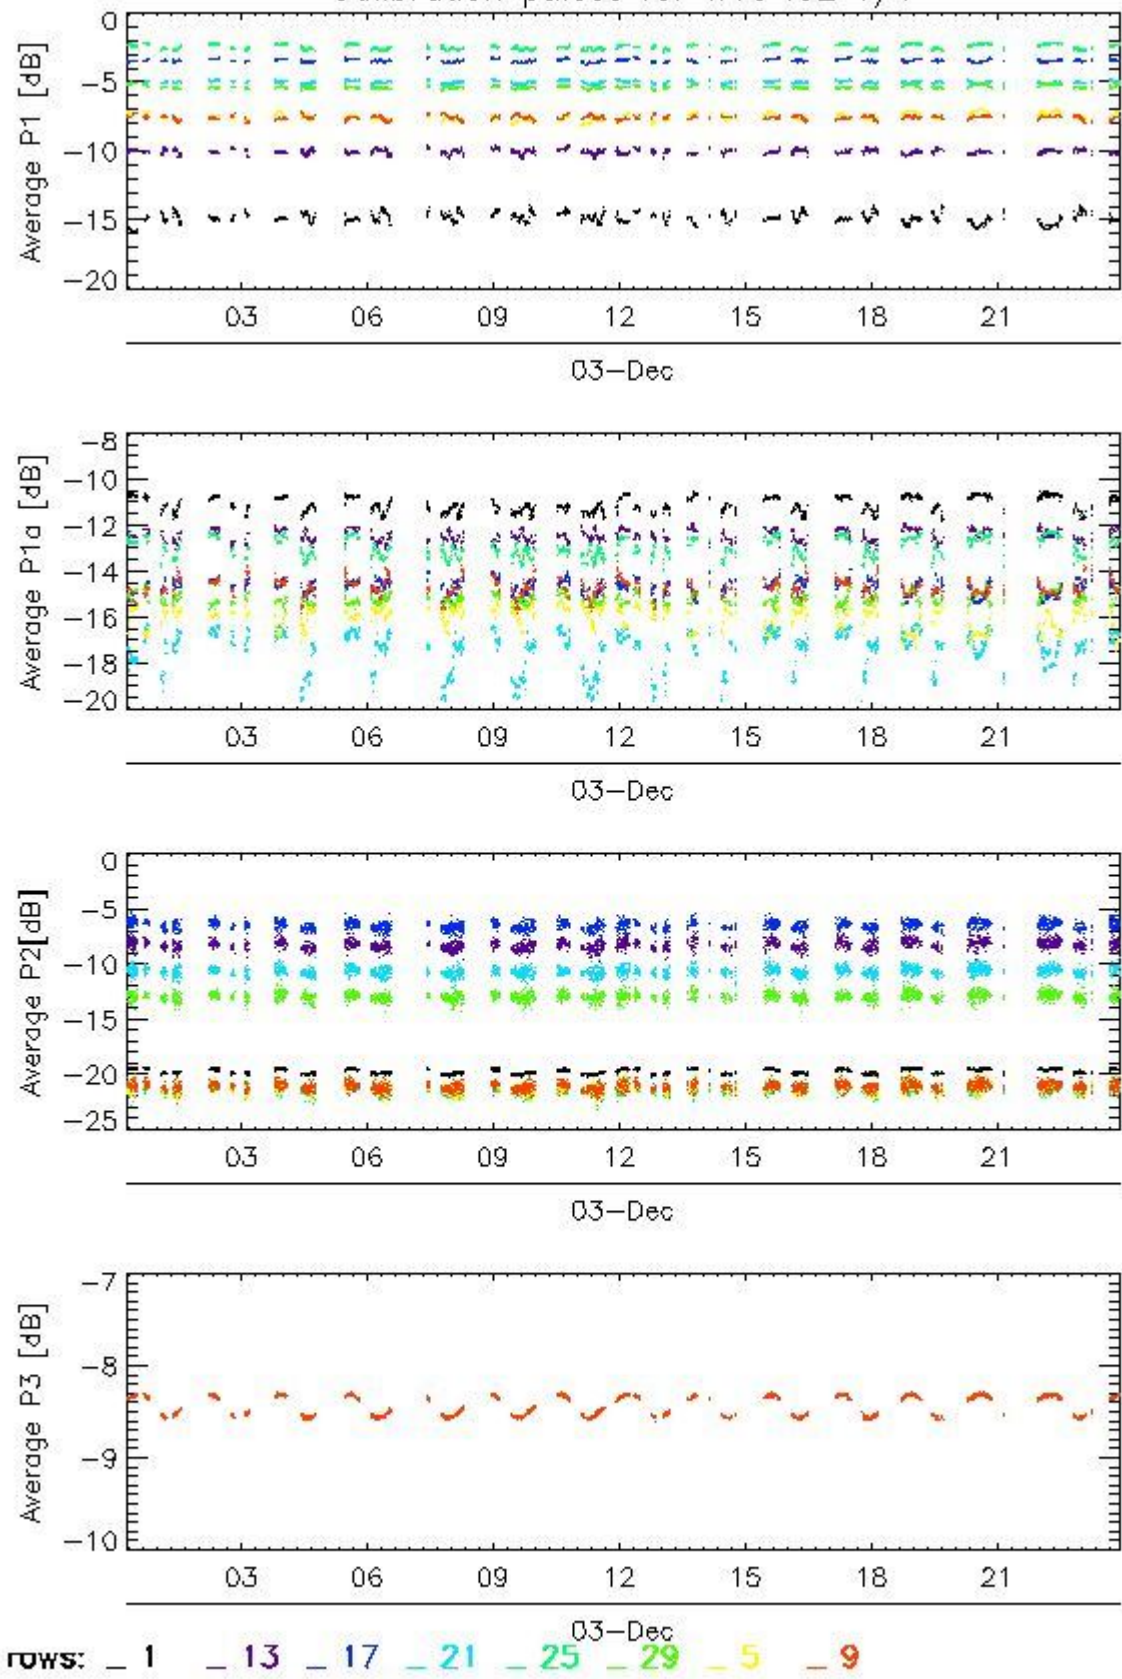 0
−5
−10
−15
−20
Average P1 [dB]
03 06 09 12 15 18 21
03−Dec
−8
−10
−12
−14
−16
−18
−20
Average P1a [dB]
03 06 09 12 15 18 21
03−Dec
0
−5
−10
−15
−20
−25
Average P2[dB]
03 06 09 12 15 18 21
03−Dec
−7
−8
−9
−10
Average P3 [dB]
03 06 09 12 15 18 21
03−Dec
rows: _ 1 _ 13 _ 17 _ 21 _ 25 _ 29 _ 5 _ 9